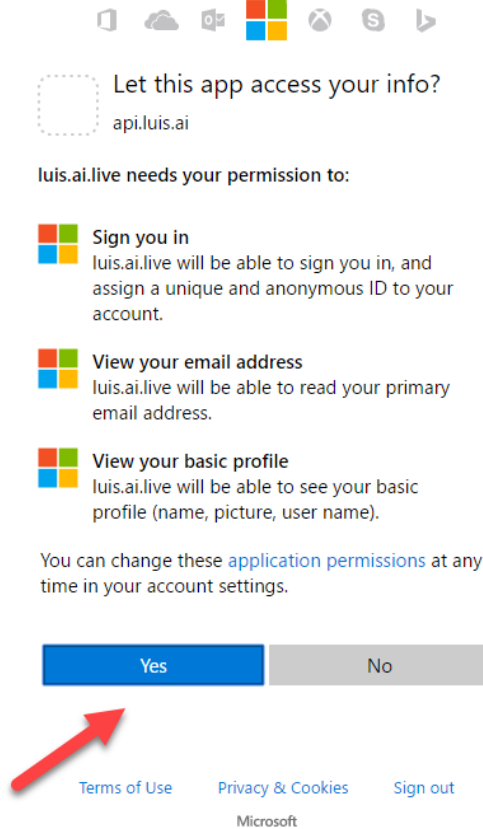 Let this app access your info?
api.luis.ai
luis.ai.live needs your permission to:
Sign you in
luis.ai.live will be able to sign you in, and
assign a unique and anonymous ID to your
account.
View your email address
luis.ai.live will be able to read your primary
email address.
View your basic profile
luis.ai.live will be able to see your basic
profile (name, picture, user name).
You can change these application permissions at any
time in your account settings.
Yes No
Terms of Use Privacy & Cookies Sign out
Microsoft